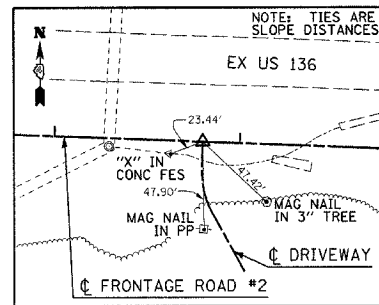 NOTE: TIES ARE
SLOPE DISTANCES
N
EX US 136
23.44'
"X" IN
CONC FES
47.42'
47.90'
MAG NAIL
IN 3" TREE
MAG NAIL
IN PP
℄ DRIVEWAY
℄ FRONTAGE ROAD #2